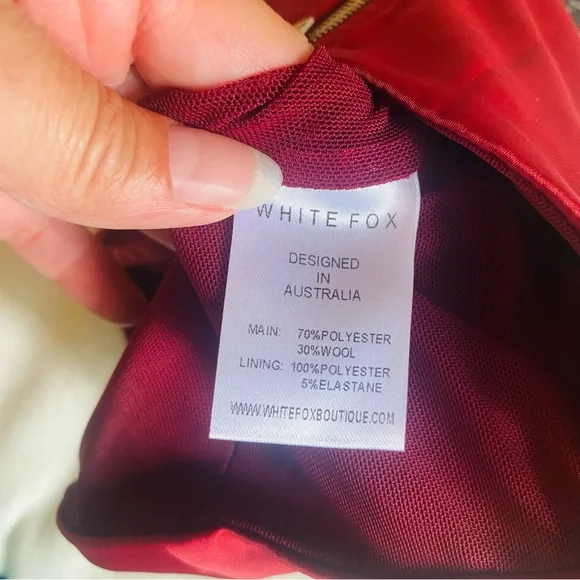 WHITE FOX
DESIGNED
IN
AUSTRALIA
MAIN: 70%POLYESTER
30%WOOL
LINING: 100%POLYESTER
5%ELASTANE
WWW.WHITEFOXBOUTIQUE.COM